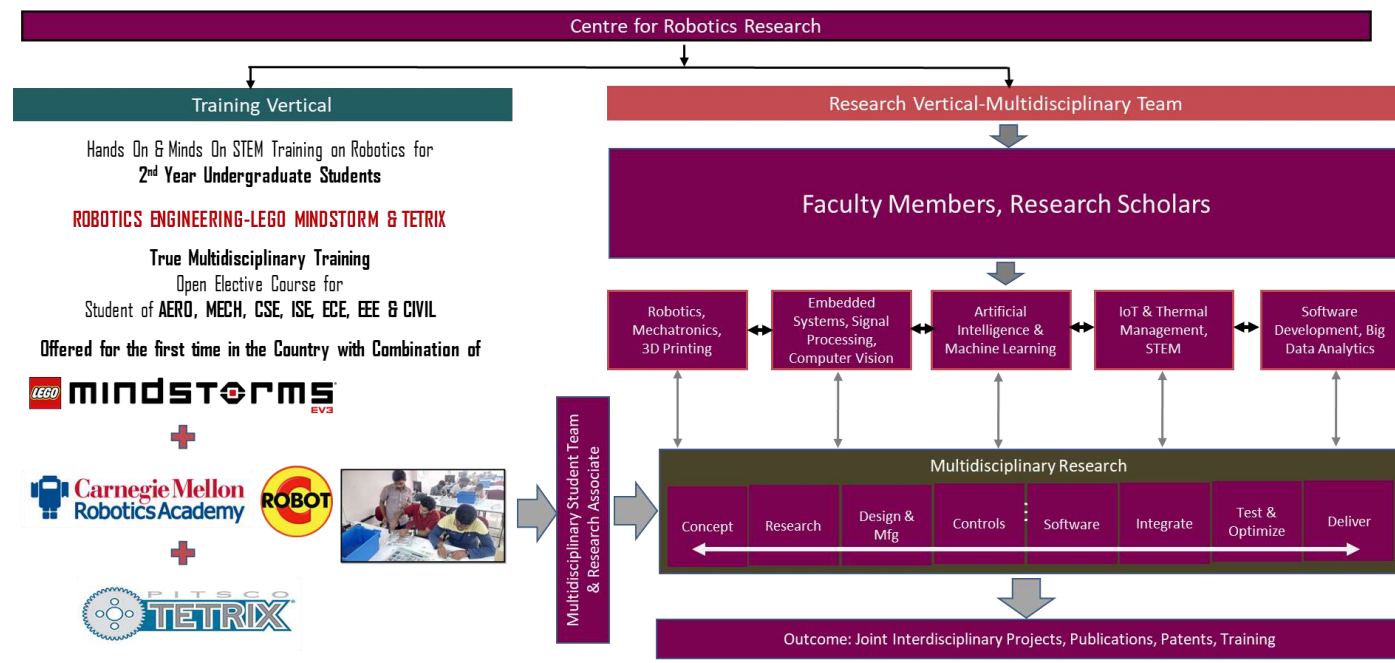 Centre for Robotics Research
Training Vertical
Hands On & Minds On STEM Training on Robotics for
2nd Year Undergraduate Students
ROBOTICS ENGINEERING-LEGO MINDSTORM & TETRIX
True Multidisciplinary Training
Open Elective Course for
Student of AERO, MECH, CSE, ISE, ECE, EEE & CIVIL
Offered for the first time in the Country with Combination of
LEGO mindstorms
EV3
Carnegie Mellon
Robotics Academy
ROBOT C
PITSCO
TETRIX
Multidisciplinary Student Team
& Research Associate
Research Vertical-Multidisciplinary Team
Faculty Members, Research Scholars
Robotics,
Mechatronics,
3D Printing
Embedded
Systems, Signal
Processing,
Computer Vision
Artificial
Intelligence &
Machine Learning
IoT & Thermal
Management,
STEM
Software
Development, Big
Data Analytics
Multidisciplinary Research
Concept
Research
Design &
Mfg
Controls
Software
Integrate
Test &
Optimize
Deliver
Outcome: Joint Interdisciplinary Projects, Publications, Patents, Training